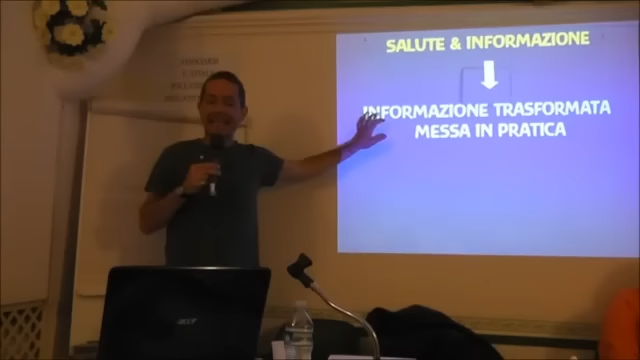 SALUTE & INFORMAZIONE
INFORMAZIONE TRASFORMATA
MESSA IN PRATICA
acer